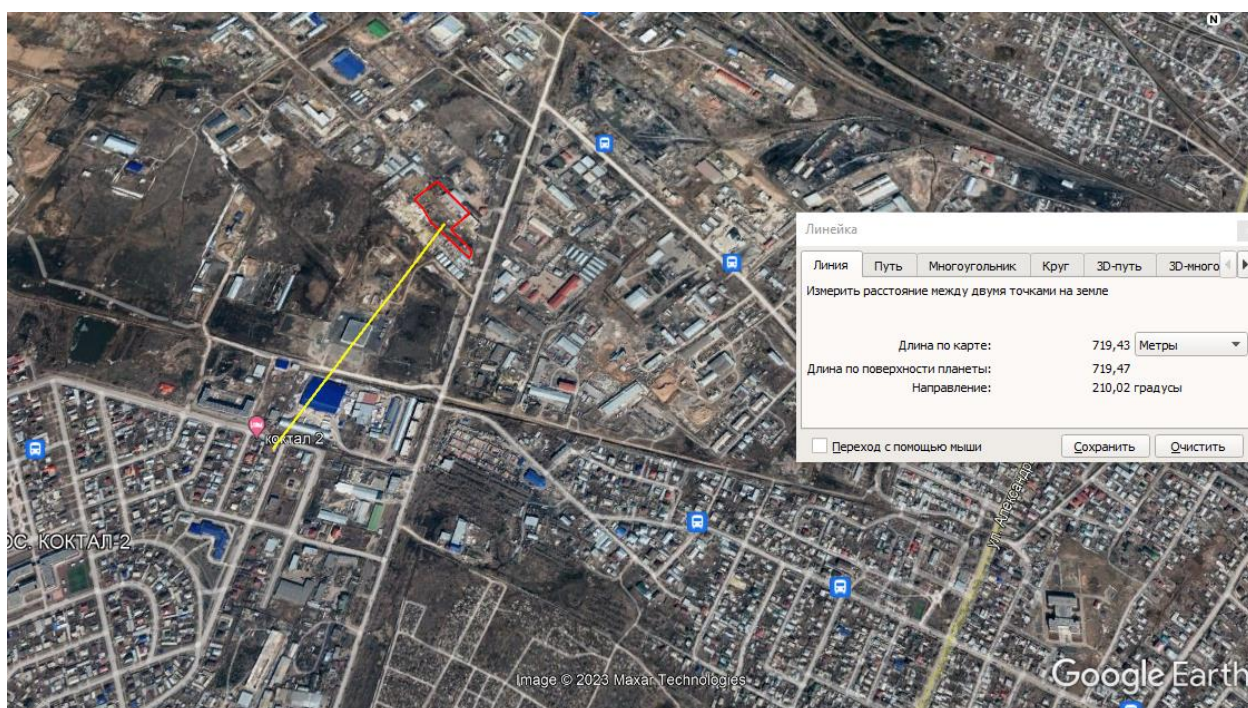 N
Линейка
Линия Путь Многоугольник Круг 3D-путь 3D-много
Измерить расстояние между двумя точками на земле
Длина по карте: 719,43 Метры
Длина по поверхности планеты: 719,47
Направление: 210,02 градусы
Переход с помощью мыши Сохранить Очистить
коктал 2
ул. Александр
ОС. КОКТАЛ-2
Image © 2023 Maxar Technologies
Google Earth